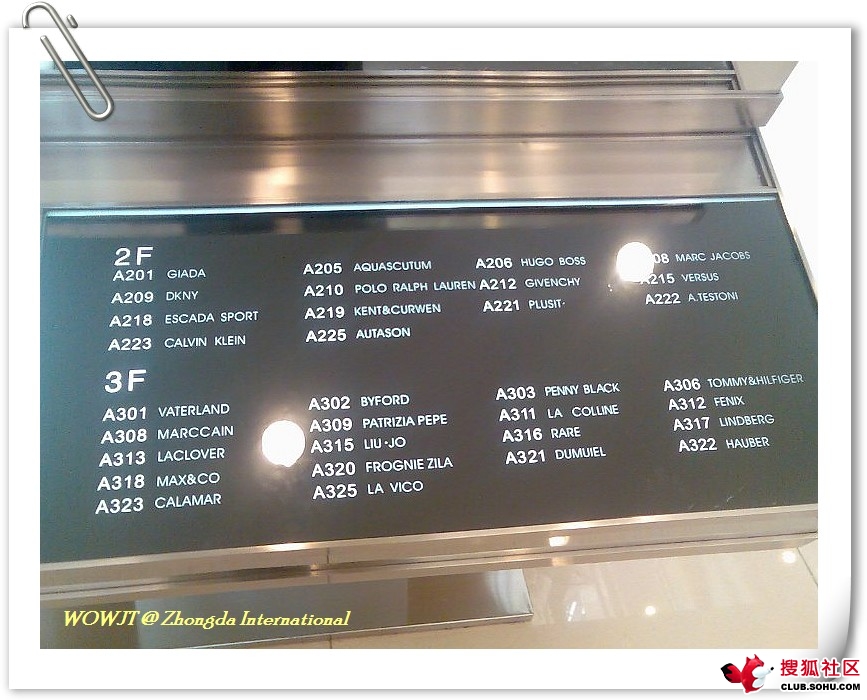 2F
A201 GIADA
A209 DKNY
A218 ESCADA SPORT
A223 CALVIN KLEIN
A205 AQUASCUTUM
A210 POLO RALPH LAUREN
A219 KENT&CURWEN
A225 AUTASON
A206 HUGO BOSS
A212 GIVENCHY
A221 PLUSIT·
08 MARC JACOBS
A215 VERSUS
A222 A.TESTONI
3F
A301 VATERLAND
A308 MARCCAIN
A313 LACLOVER
A318 MAX&CO
A323 CALAMAR
A302 BYFORD
A309 PATRIZIA PEPE
A315 LIU·JO
A320 FROGNIE ZILA
A325 LA VICO
A303 PENNY BLACK
A311 LA COLLINE
A316 RARE
A321 DUMUIEL
A306 TOMMY&HILFIGER
A312 FENIX
A317 LINDBERG
A322 HAUBER
WOWJT @ Zhongda International
搜狐社区
CLUB.SOHU.COM